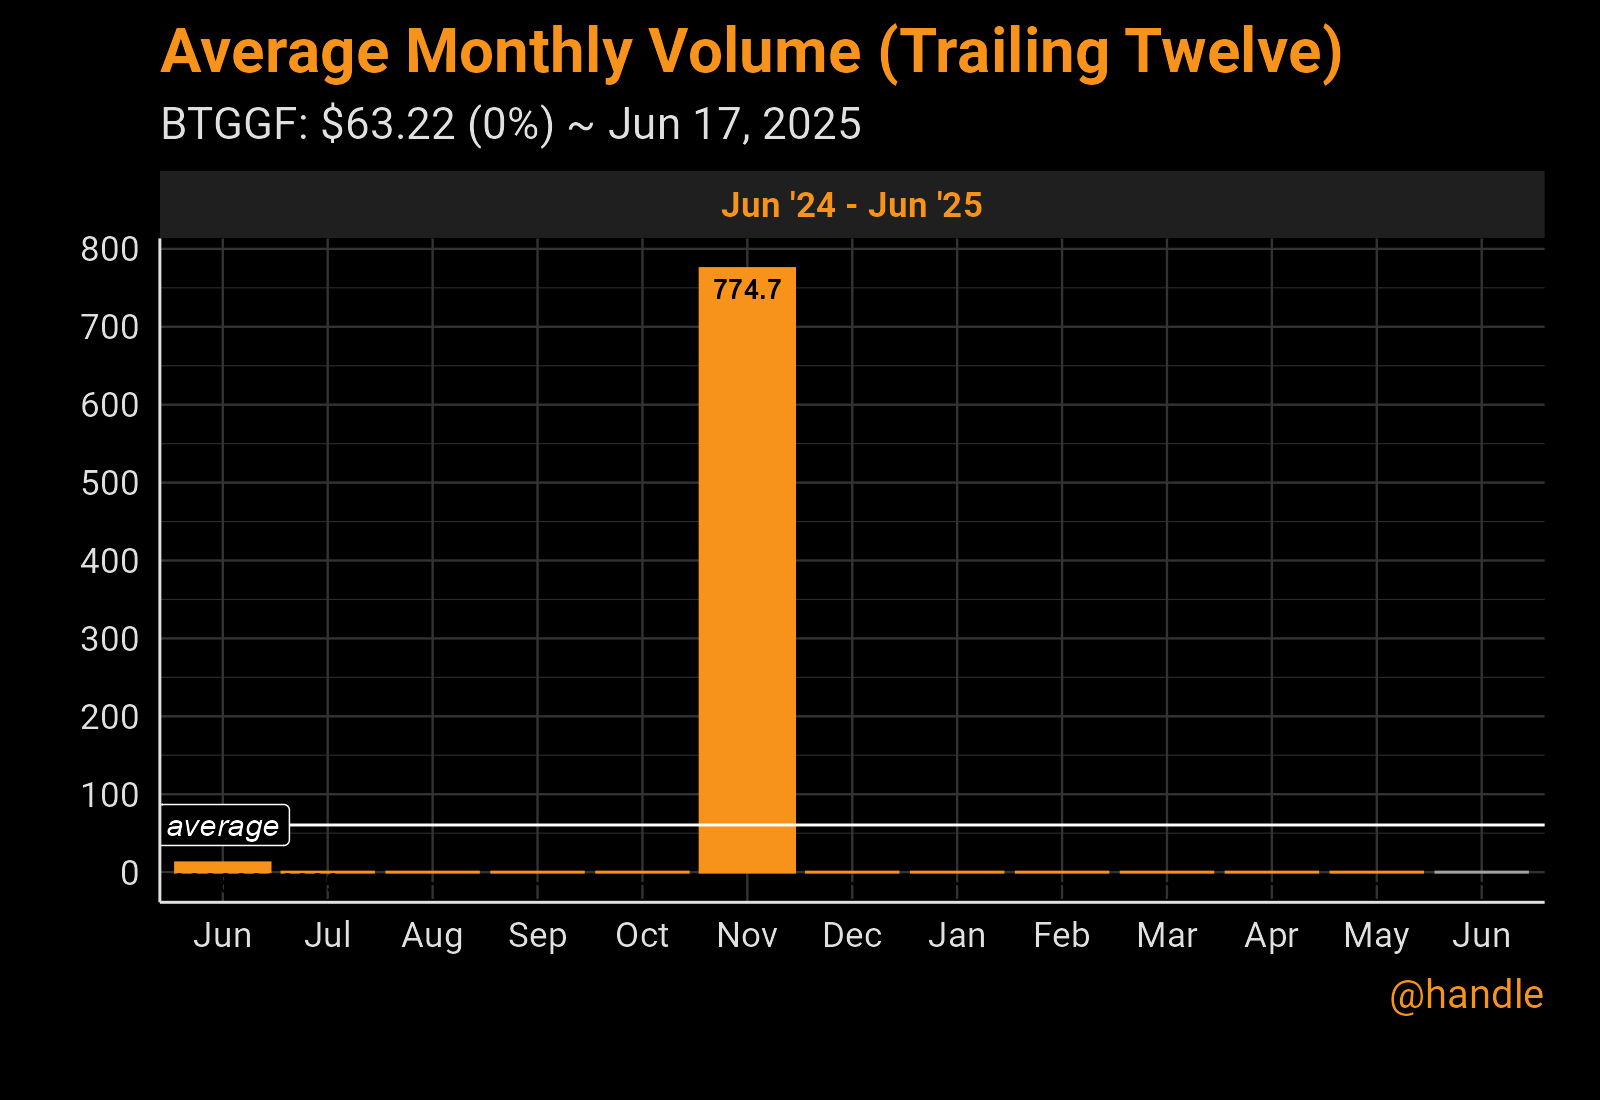 Average Monthly Volume (Trailing Twelve)
BTGGF: $63.22 (0%) ~ Jun 17, 2025
Jun '24 - Jun '25
800
700
600
500
400
300
200
100
0
774.7
average
Jun Jul Aug Sep Oct Nov Dec Jan Feb Mar Apr May Jun
@handle